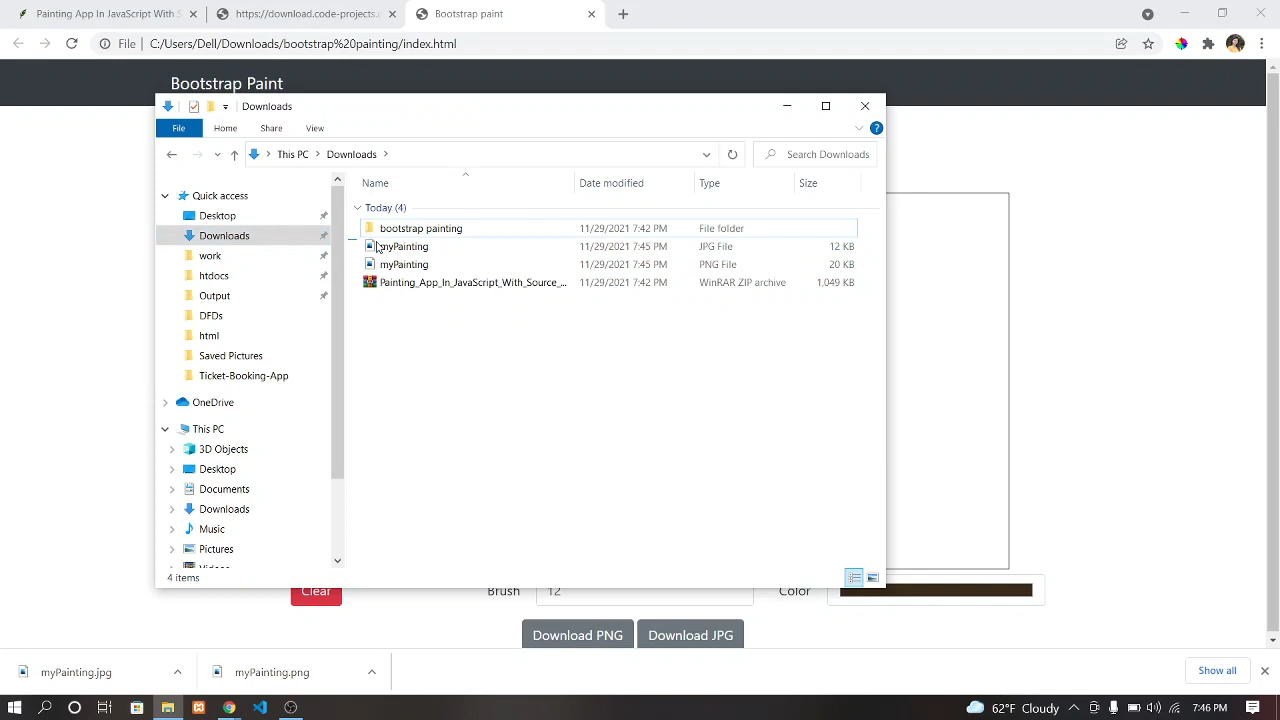 Painting App In JavaScript With S
https://download.code-projects.
Bootstrap paint
File
C:/Users/Dell/Downloads/bootstrap%20painting/index.html
Bootstrap Paint
Downloads
File Home Share View
This PC Downloads
Search Downloads
Name Date modified Type Size
Quick access
Today (4)
Desktop
bootstrap painting 11/29/2021 7:42 PM File folder
Downloads
myPainting 11/29/2021 7:45 PM JPG File 12 KB
work
myPainting 11/29/2021 7:45 PM PNG File 20 KB
htdocs
Painting_App_In_JavaScript_With_Source_... 11/29/2021 7:42 PM WinRAR ZIP archive 1,049 KB
Output
DFDs
html
Saved Pictures
Ticket-Booking-App
OneDrive
This PC
3D Objects
Desktop
Documents
Downloads
Music
Pictures
Videos
4 items
Clear Brush 12 Color
Download PNG Download JPG
myPainting.jpg myPainting.png Show all
62°F Cloudy 7:46 PM